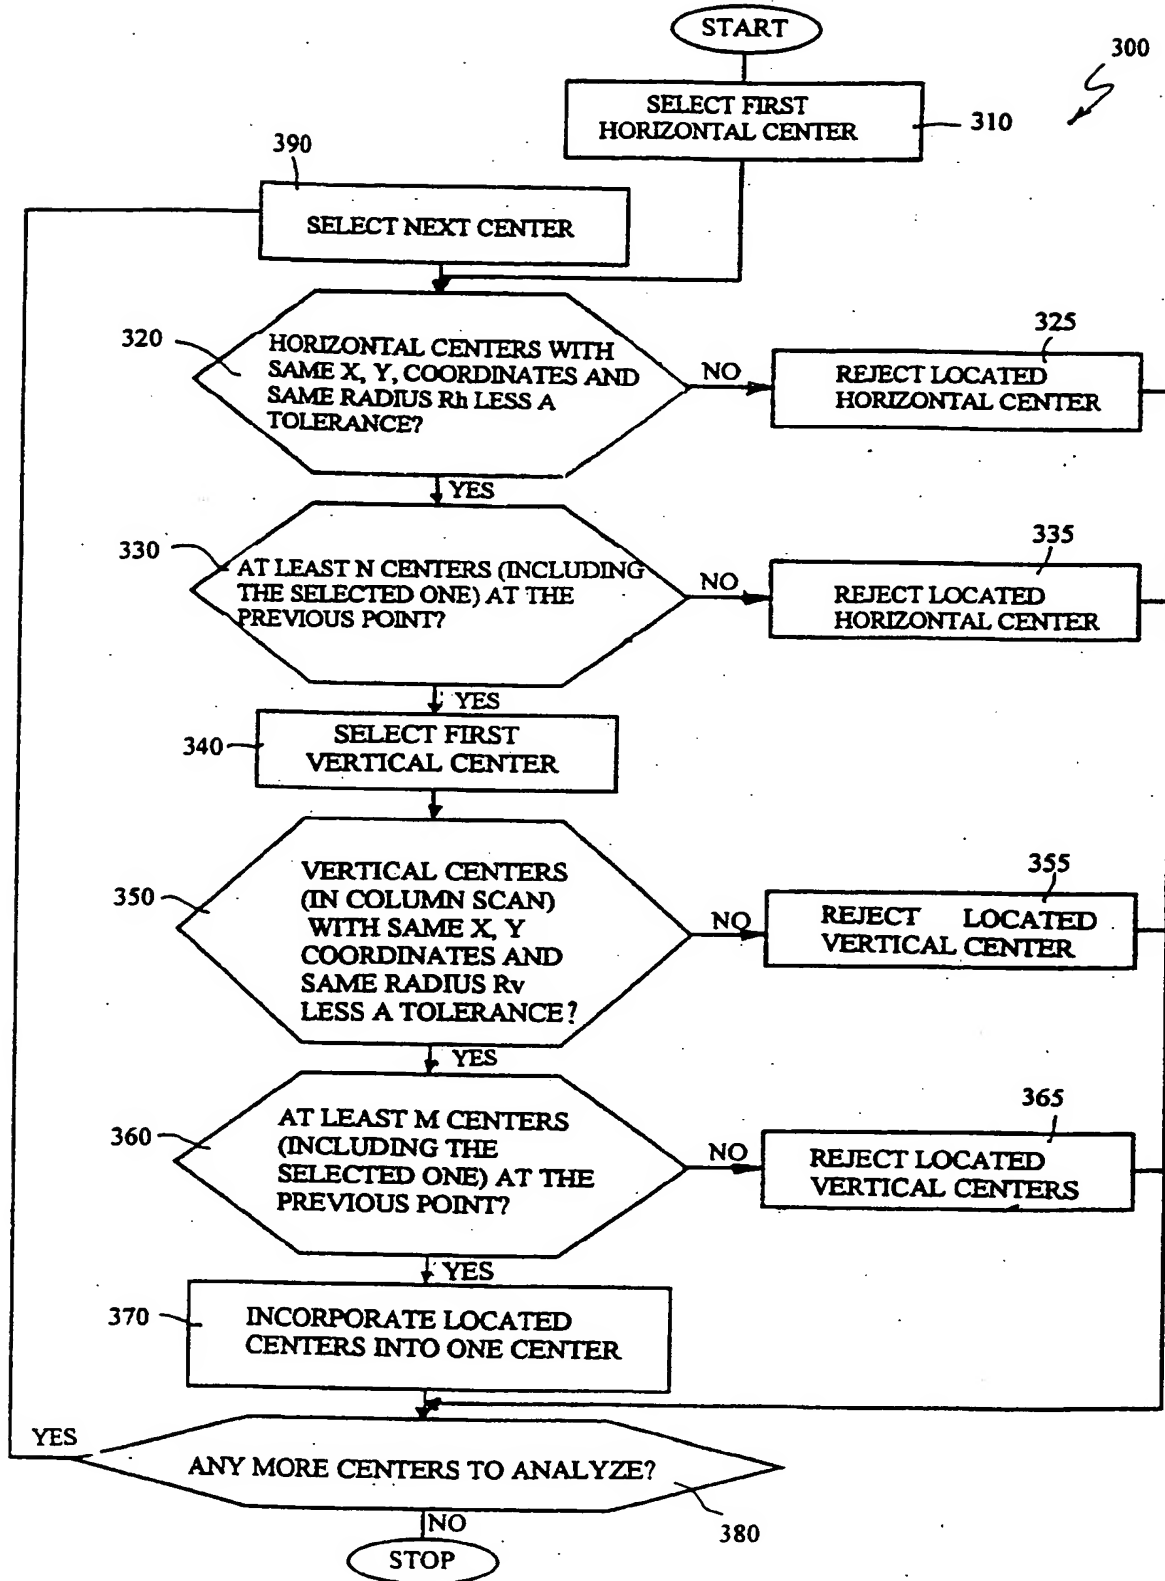 START
300
SELECT FIRST
HORIZONTAL CENTER
310
390
SELECT NEXT CENTER
320
HORIZONTAL CENTERS WITH
SAME X, Y, COORDINATES AND
SAME RADIUS Rh LESS A
TOLERANCE?
NO
325
REJECT LOCATED
HORIZONTAL CENTER
YES
330
AT LEAST N CENTERS (INCLUDING
THE SELECTED ONE) AT THE
PREVIOUS POINT?
NO
335
REJECT LOCATED
HORIZONTAL CENTER
YES
340
SELECT FIRST
VERTICAL CENTER
350
VERTICAL CENTERS
(IN COLUMN SCAN)
WITH SAME X, Y
COORDINATES AND
SAME RADIUS Rv
LESS A TOLERANCE?
NO
355
REJECT LOCATED
VERTICAL CENTER
YES
360
AT LEAST M CENTERS
(INCLUDING THE
SELECTED ONE) AT THE
PREVIOUS POINT?
NO
365
REJECT LOCATED
VERTICAL CENTERS
YES
370
INCORPORATE LOCATED
CENTERS INTO ONE CENTER
YES
ANY MORE CENTERS TO ANALYZE?
380
NO
STOP